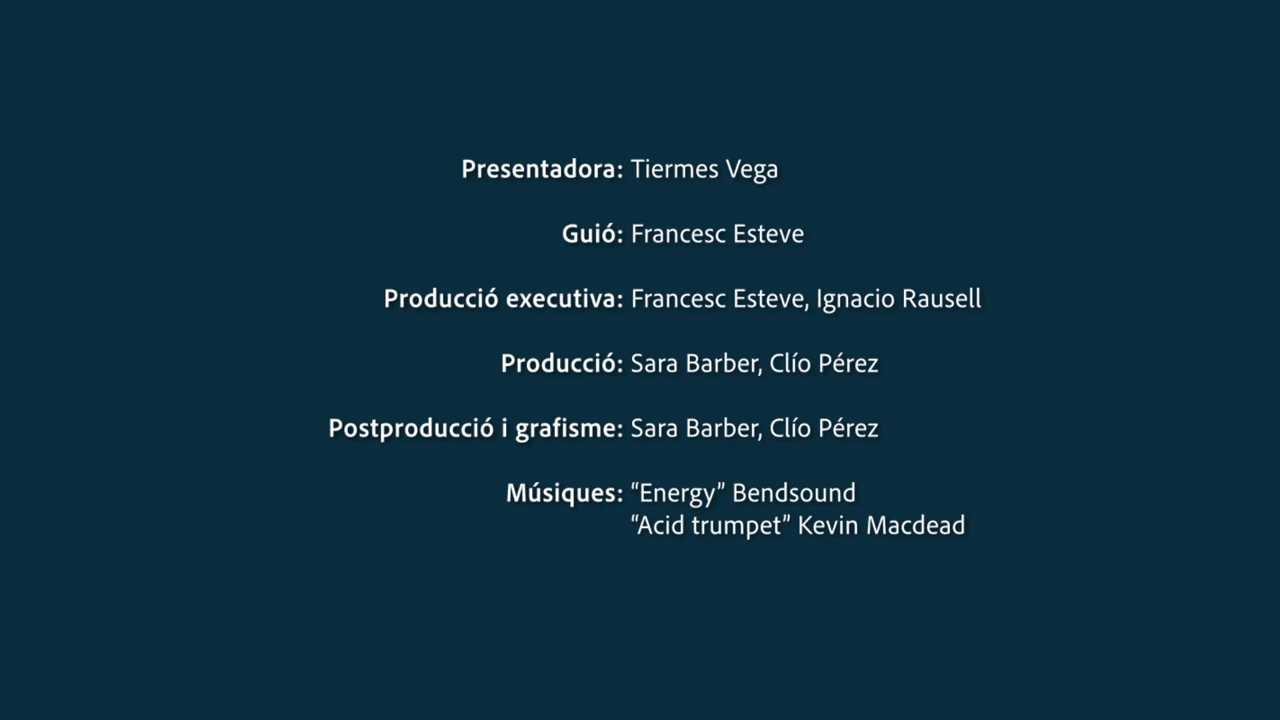 Presentadora: Tiermes Vega
Guió: Francesc Esteve
Producció executiva: Francesc Esteve, Ignacio Rausell
Producció: Sara Barber, Clío Pérez
Postproducció i grafisme: Sara Barber, Clío Pérez
Músiques: “Energy” Bendsound
“Acid trumpet” Kevin Macdead